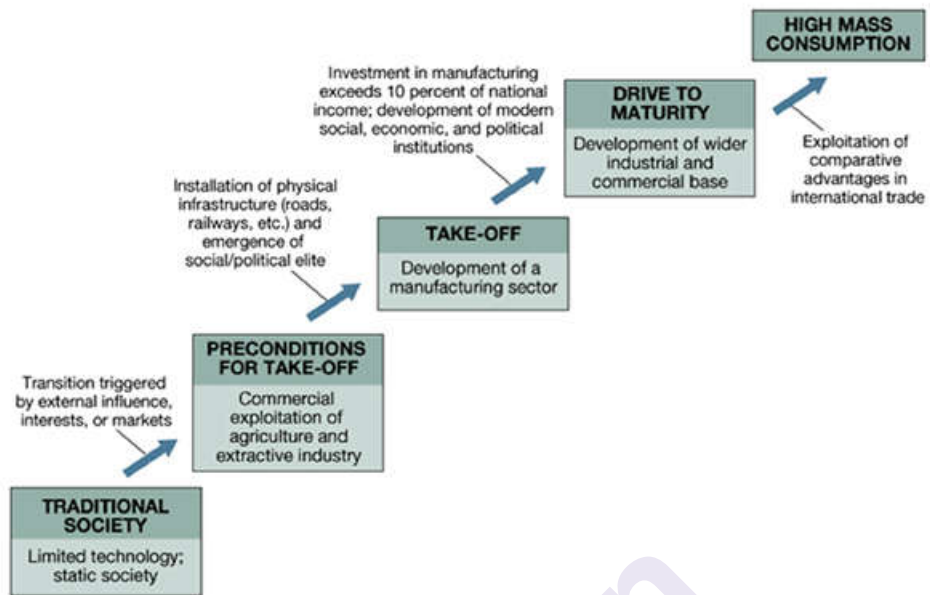 HIGH MASS
CONSUMPTION
Investment in manufacturing
exceeds 10 percent of national
income; development of modern
social, economic, and political
institutions
DRIVE TO
MATURITY
Development of wider
industrial and
commercial base
Exploitation of
comparative
advantages in
international trade
Installation of physical
infrastructure (roads,
railways, etc.) and
emergence of
social/political elite
TAKE-OFF
Development of a
manufacturing sector
Transition triggered
by external influence,
interests, or markets
PRECONDITIONS
FOR TAKE-OFF
Commercial
exploitation of
agriculture and
extractive industry
TRADITIONAL
SOCIETY
Limited technology;
static society